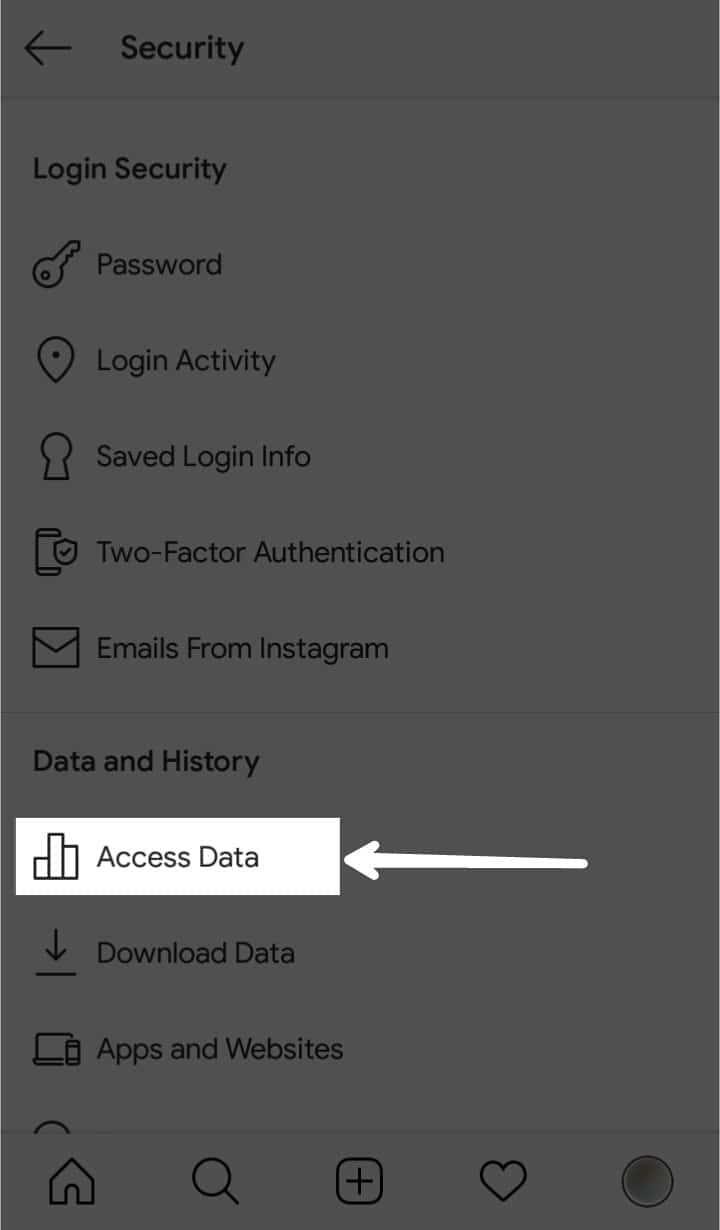 Security
Login Security
Password
Login Activity
Saved Login Info
Two-Factor Authentication
Emails From Instagram
Data and History
Access Data
Download Data
Apps and Websites